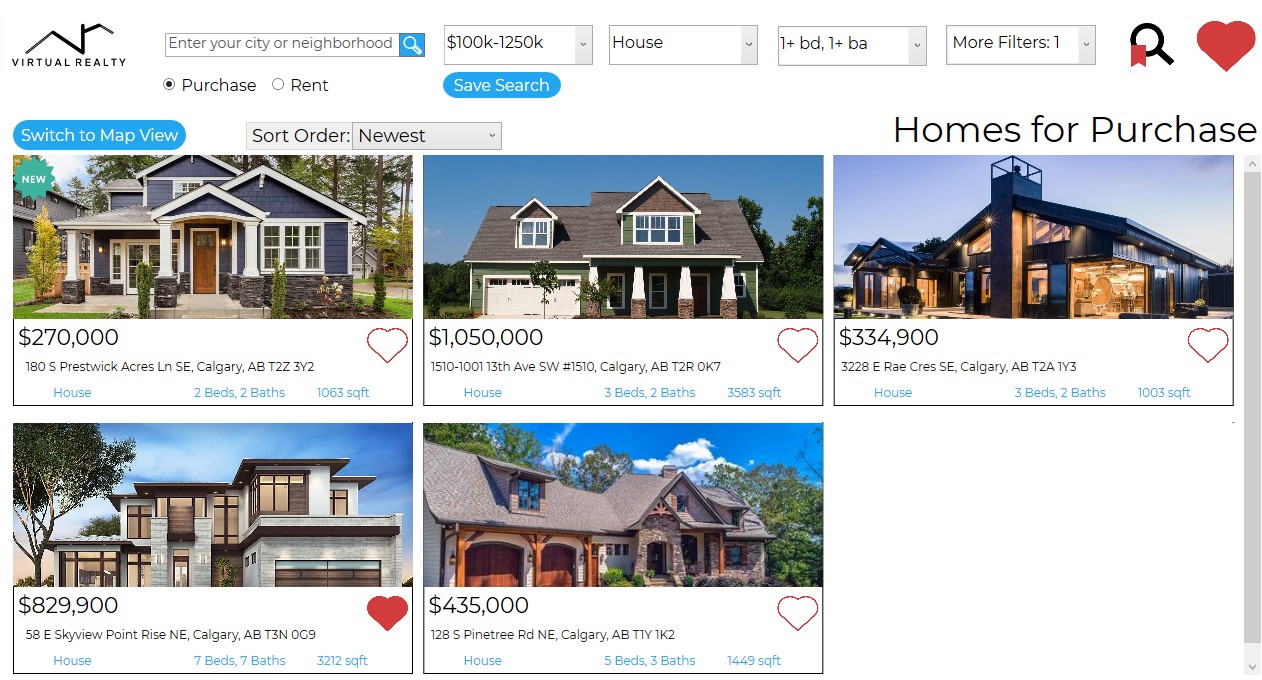 VIRTUAL REALTY
Enter your city or neighborhood
$100k-1250k
House
1+ bd, 1+ ba
More Filters: 1
Purchase
Rent
Save Search
Switch to Map View
Sort Order: Newest
Homes for Purchase
NEW
$270,000
180 S Prestwick Acres Ln SE, Calgary, AB T2Z 3Y2
House 2 Beds, 2 Baths 1063 sqft
$1,050,000
1510-1001 13th Ave SW #1510, Calgary, AB T2R 0K7
House 3 Beds, 2 Baths 3583 sqft
$334,900
3228 E Rae Cres SE, Calgary, AB T2A 1Y3
House 3 Beds, 2 Baths 1003 sqft
$829,900
58 E Skyview Point Rise NE, Calgary, AB T3N 0G9
House 7 Beds, 7 Baths 3212 sqft
$435,000
128 S Pinetree Rd NE, Calgary, AB T1Y 1K2
House 5 Beds, 3 Baths 1449 sqft